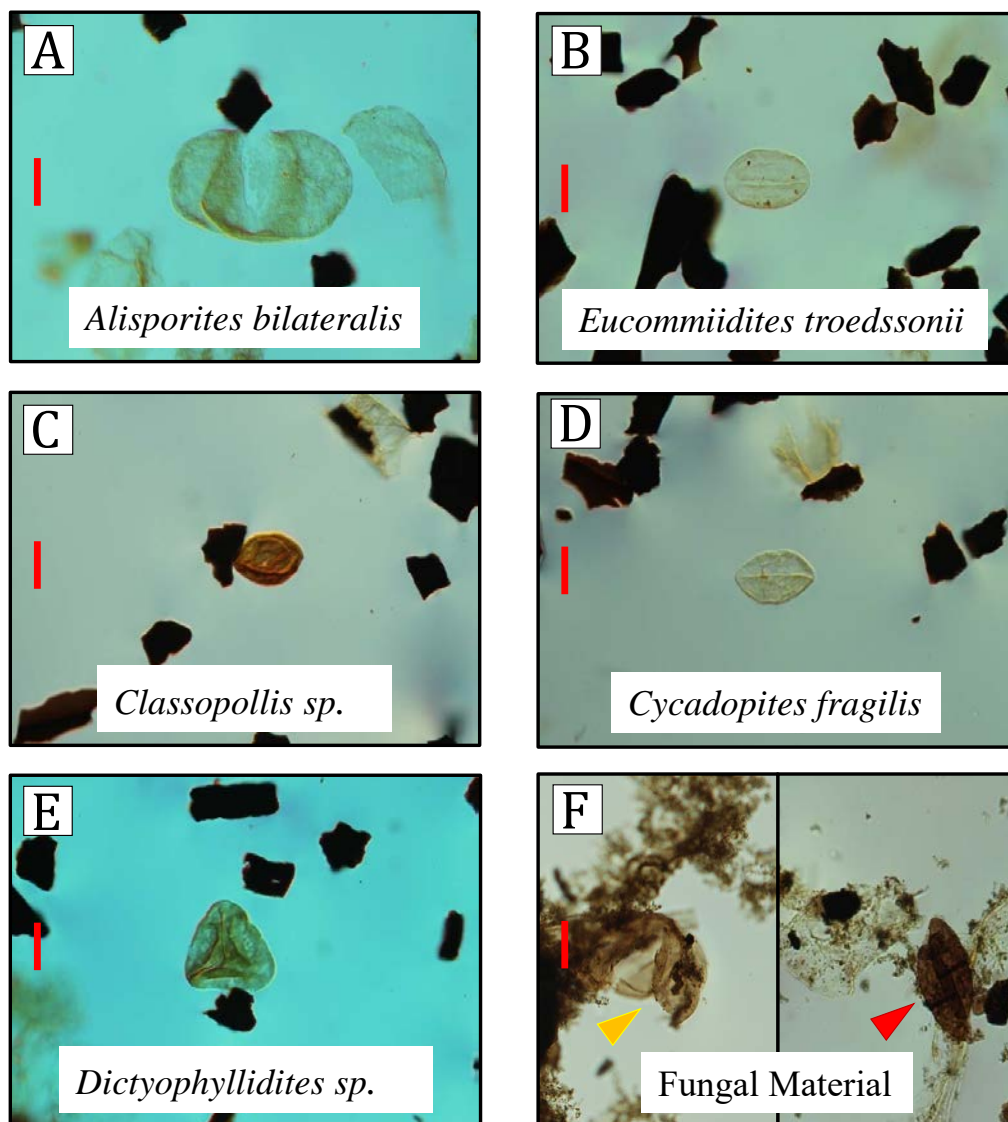 A
Alisporites bilateralis
B
Eucommiidites troedssonii
C
Classopollis sp.
D
Cycadopites fragilis
E
Dictyophyllidites sp.
F
Fungal Material